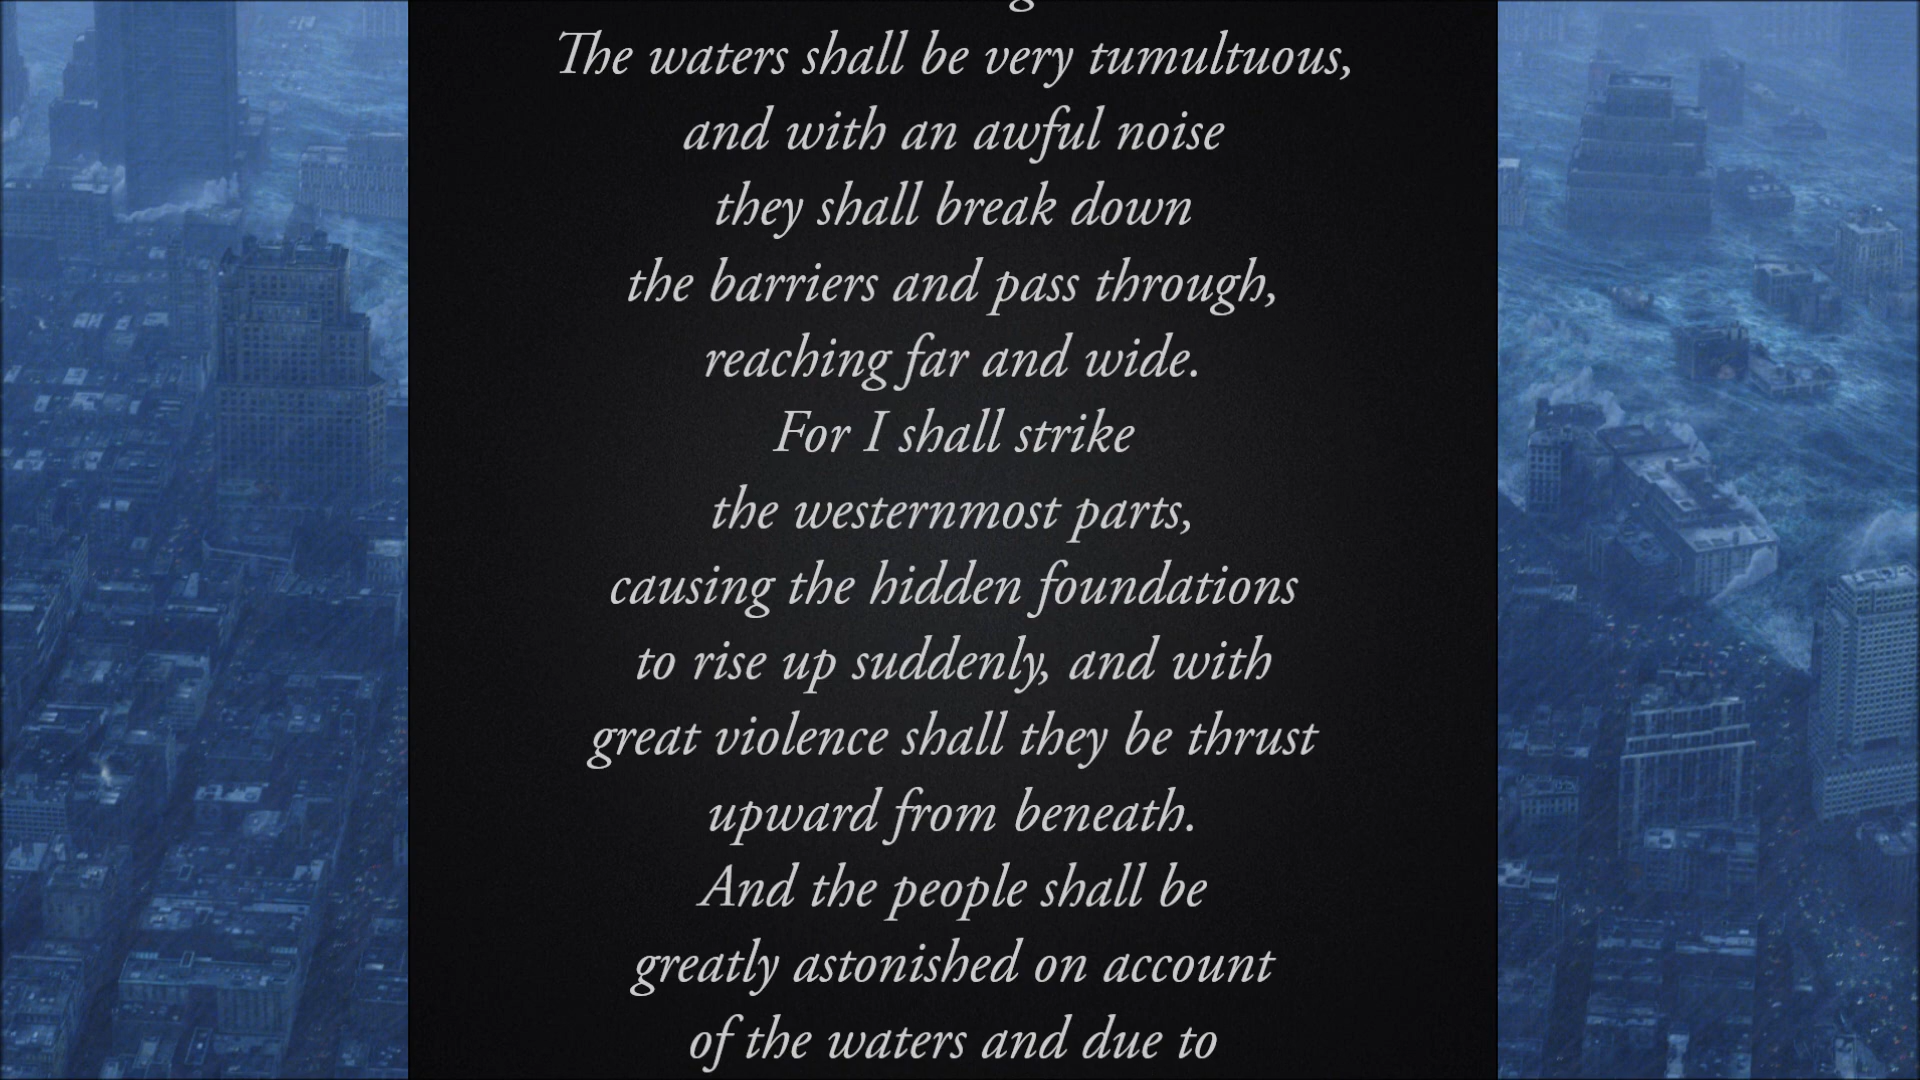 The waters shall be very tumultuous,
and with an awful noise
they shall break down
the barriers and pass through,
reaching far and wide.
For I shall strike
the westernmost parts,
causing the hidden foundations
to rise up suddenly, and with
great violence shall they be thrust
upward from beneath.
And the people shall be
greatly astonished on account
of the waters and due to